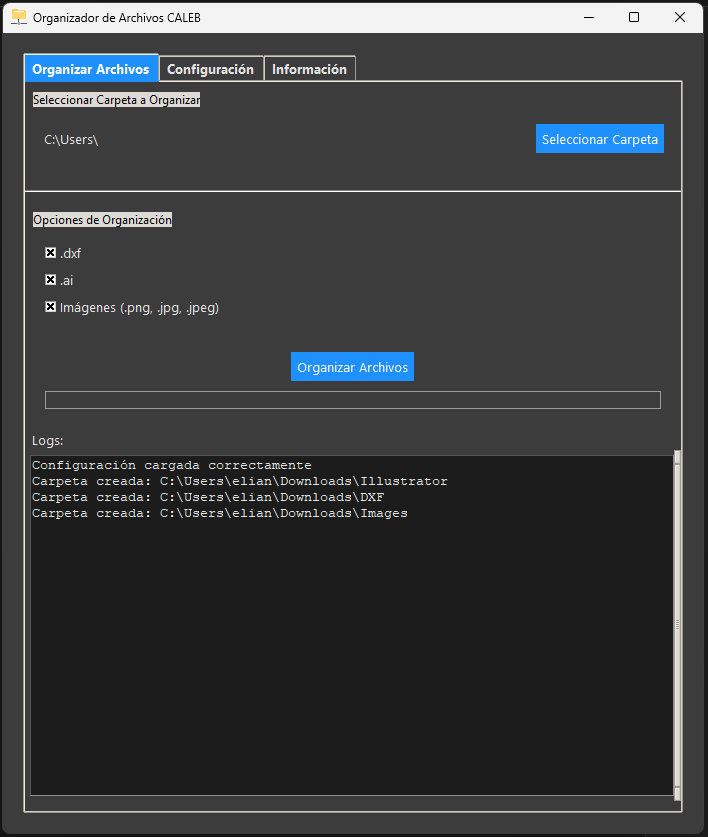 Organizador de Archivos CALEB
Organizar Archivos Configuración Información
Seleccionar Carpeta a Organizar
C:\Users\ Seleccionar Carpeta
Opciones de Organización
.dxf
.ai
Imágenes (.png, .jpg, .jpeg)
Organizar Archivos
Logs:
Configuración cargada correctamente
Carpeta creada: C:\Users\elian\Downloads\Illustrator
Carpeta creada: C:\Users\elian\Downloads\DXF
Carpeta creada: C:\Users\elian\Downloads\Images